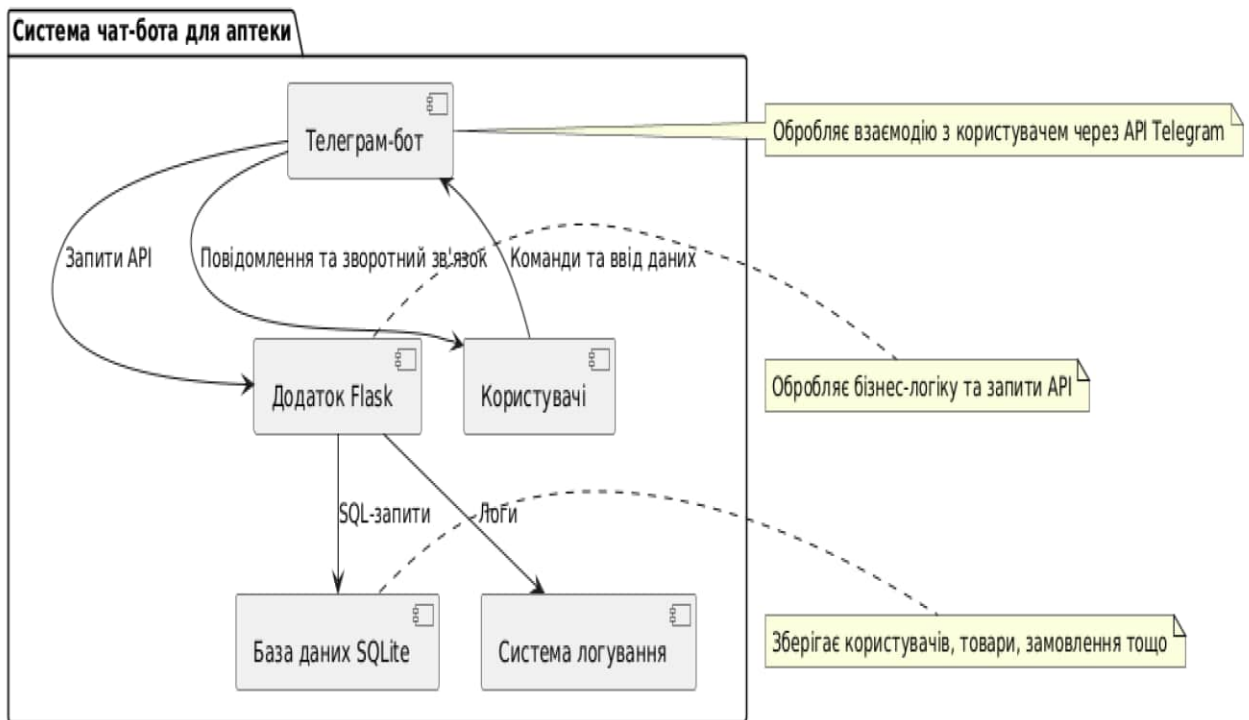 Система чат-бота для аптеки
Телеграм-бот
Обробляє взаємодію з користувачем через API Telegram
Запити API
Повідомлення та зворотний зв'язок
Команди та ввід даних
Додаток Flask
Користувачі
Обробляє бізнес-логіку та запити API
SQL-запити
Логи
База даних SQLite
Система логування
Зберігає користувачів, товари, замовлення тощо